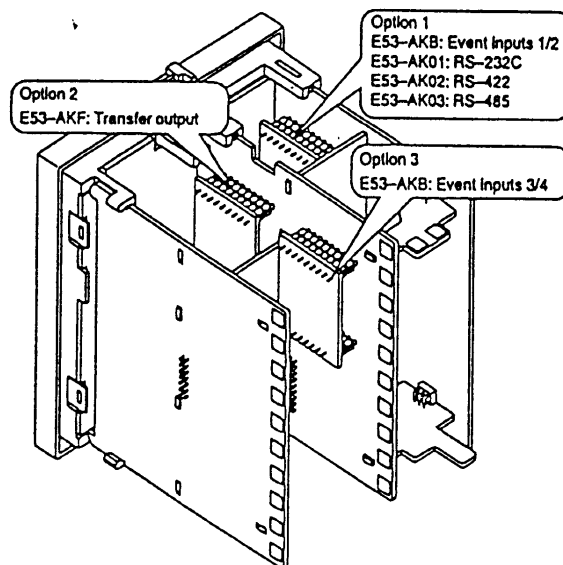 Option 1
E53–AKB: Event inputs 1/2
E53–AK01: RS–232C
E53–AK02: RS–422
E53–AK03: RS–485
Option 2
E53–AKF: Transfer output
Option 3
E53–AKB: Event inputs 3/4